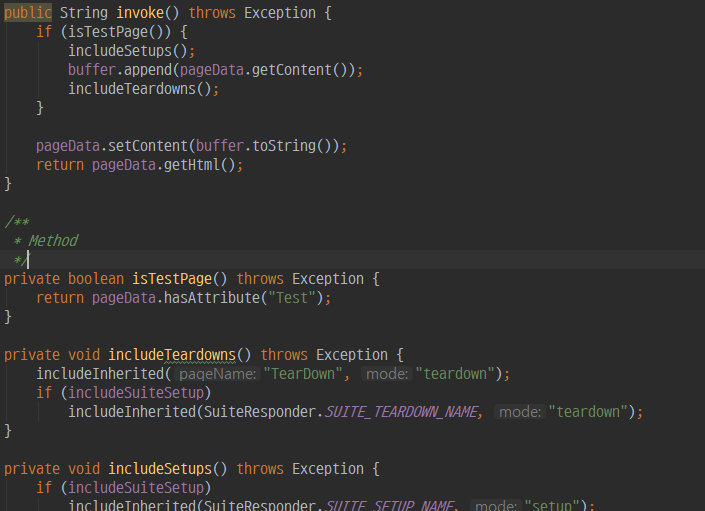 public String invoke() throws Exception {
if (isTestPage()) {
includeSetups();
buffer.append(pageData.getContent());
includeTeardowns();
}
pageData.setContent(buffer.toString());
return pageData.getHtml();
}
/**
* Method
*/
private boolean isTestPage() throws Exception {
return pageData.hasAttribute("Test");
}
private void includeTeardowns() throws Exception {
includeInherited( pageName: "TearDown", mode: "teardown");
if (includeSuiteSetup)
includeInherited(SuiteResponder.SUITE_TEARDOWN_NAME, mode: "teardown");
}
private void includeSetups() throws Exception {
if (includeSuiteSetup)
includeInherited(SuiteResponder.SUITE_SETUP_NAME, mode: "setup");